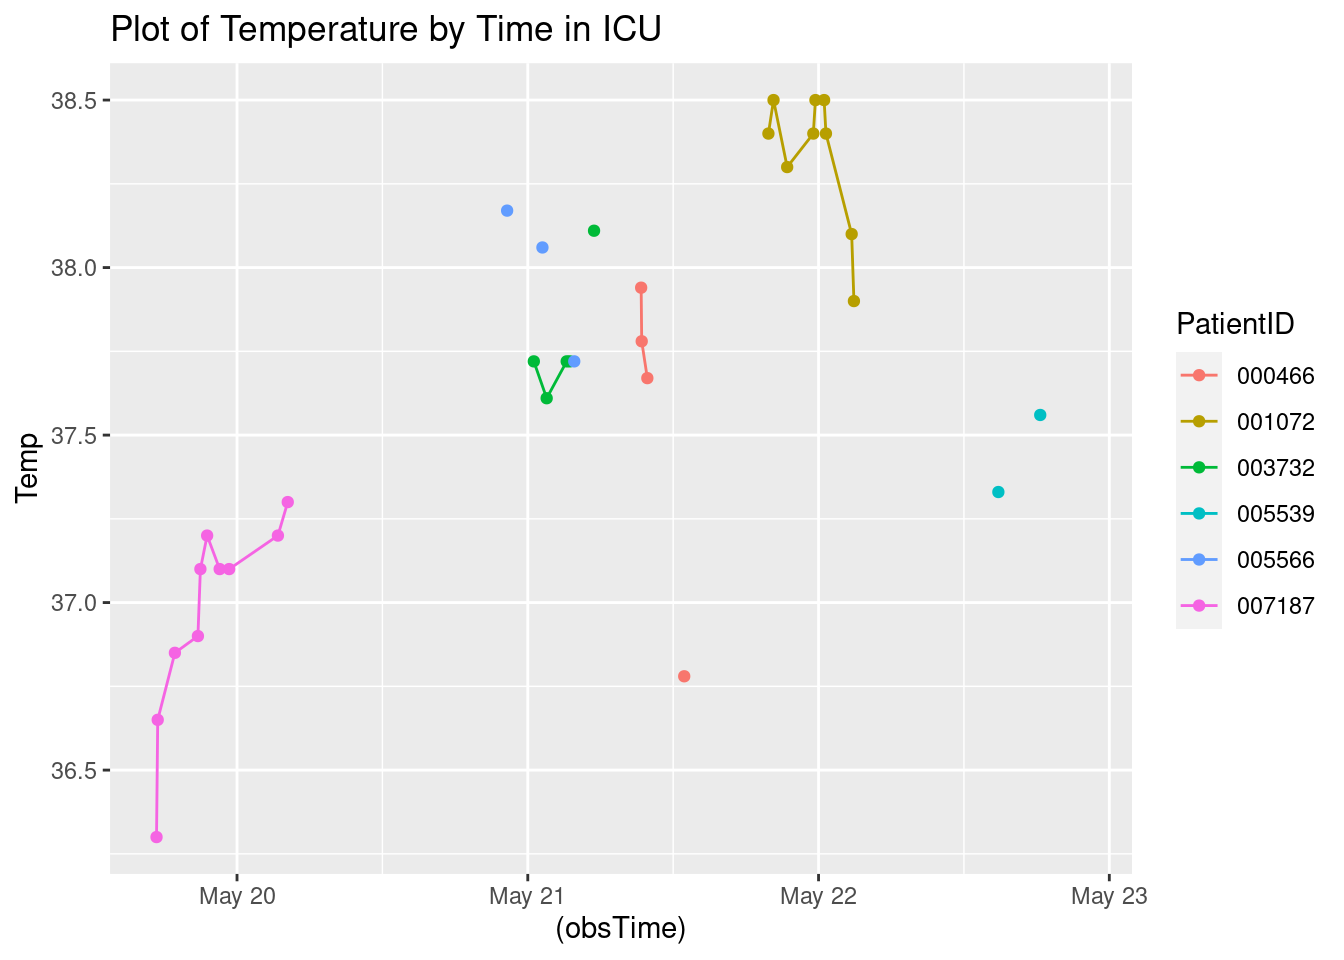 Plot of Temperature by Time in ICU
38.5
38.0
37.5
37.0
36.5
Temp
May 20
May 21
May 22
May 23
(obsTime)
PatientID
000466
001072
003732
005539
005566
007187